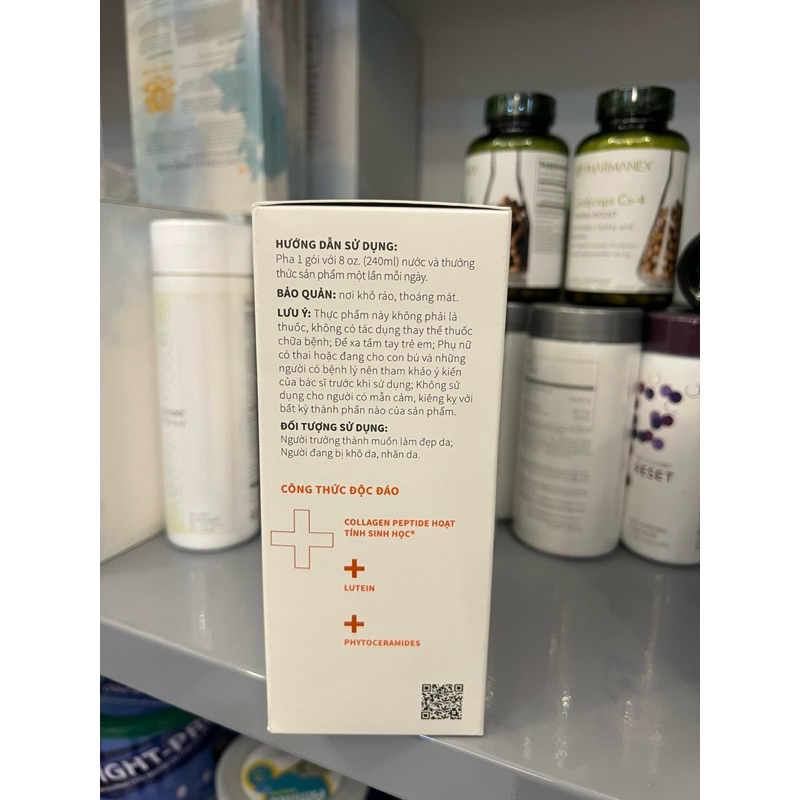 HƯỚNG DẪN SỬ DỤNG:
Pha 1 gói với 8 oz. (240ml) nước và thưởng
thức sản phẩm một lần mỗi ngày.
BẢO QUẢN: nơi khô ráo, thoáng mát.
LƯU Ý: Thực phẩm này không phải là
thuốc, không có tác dụng thay thế thuốc
chữa bệnh; Để xa tầm tay trẻ em; Phụ nữ
có thai hoặc đang cho con bú và những
người có bệnh lý nên tham khảo ý kiến
của bác sĩ trước khi sử dụng; Không sử
dụng cho người có mẫn cảm, kiêng kỵ với
bất kỳ thành phần nào của sản phẩm.
ĐỐI TƯỢNG SỬ DỤNG:
Người trưởng thành muốn làm đẹp da;
Người đang bị khô da, nhăn da.
CÔNG THỨC ĐỘC ĐÁO
COLLAGEN PEPTIDE HOẠT
TÍNH SINH HỌC®
LUTEIN
PHYTOCERAMIDES
PHARMANEX
Cs-4
RESET